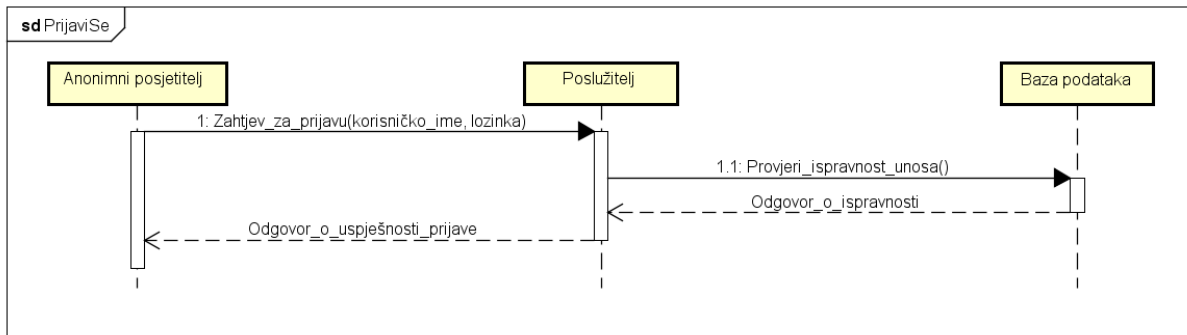 sd PrijaviSe
Anonimni posjetitelj
Poslužitelj
Baza podataka
1: Zahtjev_za_prijavu(korisničko_ime, lozinka)
1.1: Provjeri_ispravnost_unosa()
Odgovor_o_ispravnosti
Odgovor_o_uspješnosti_prijave